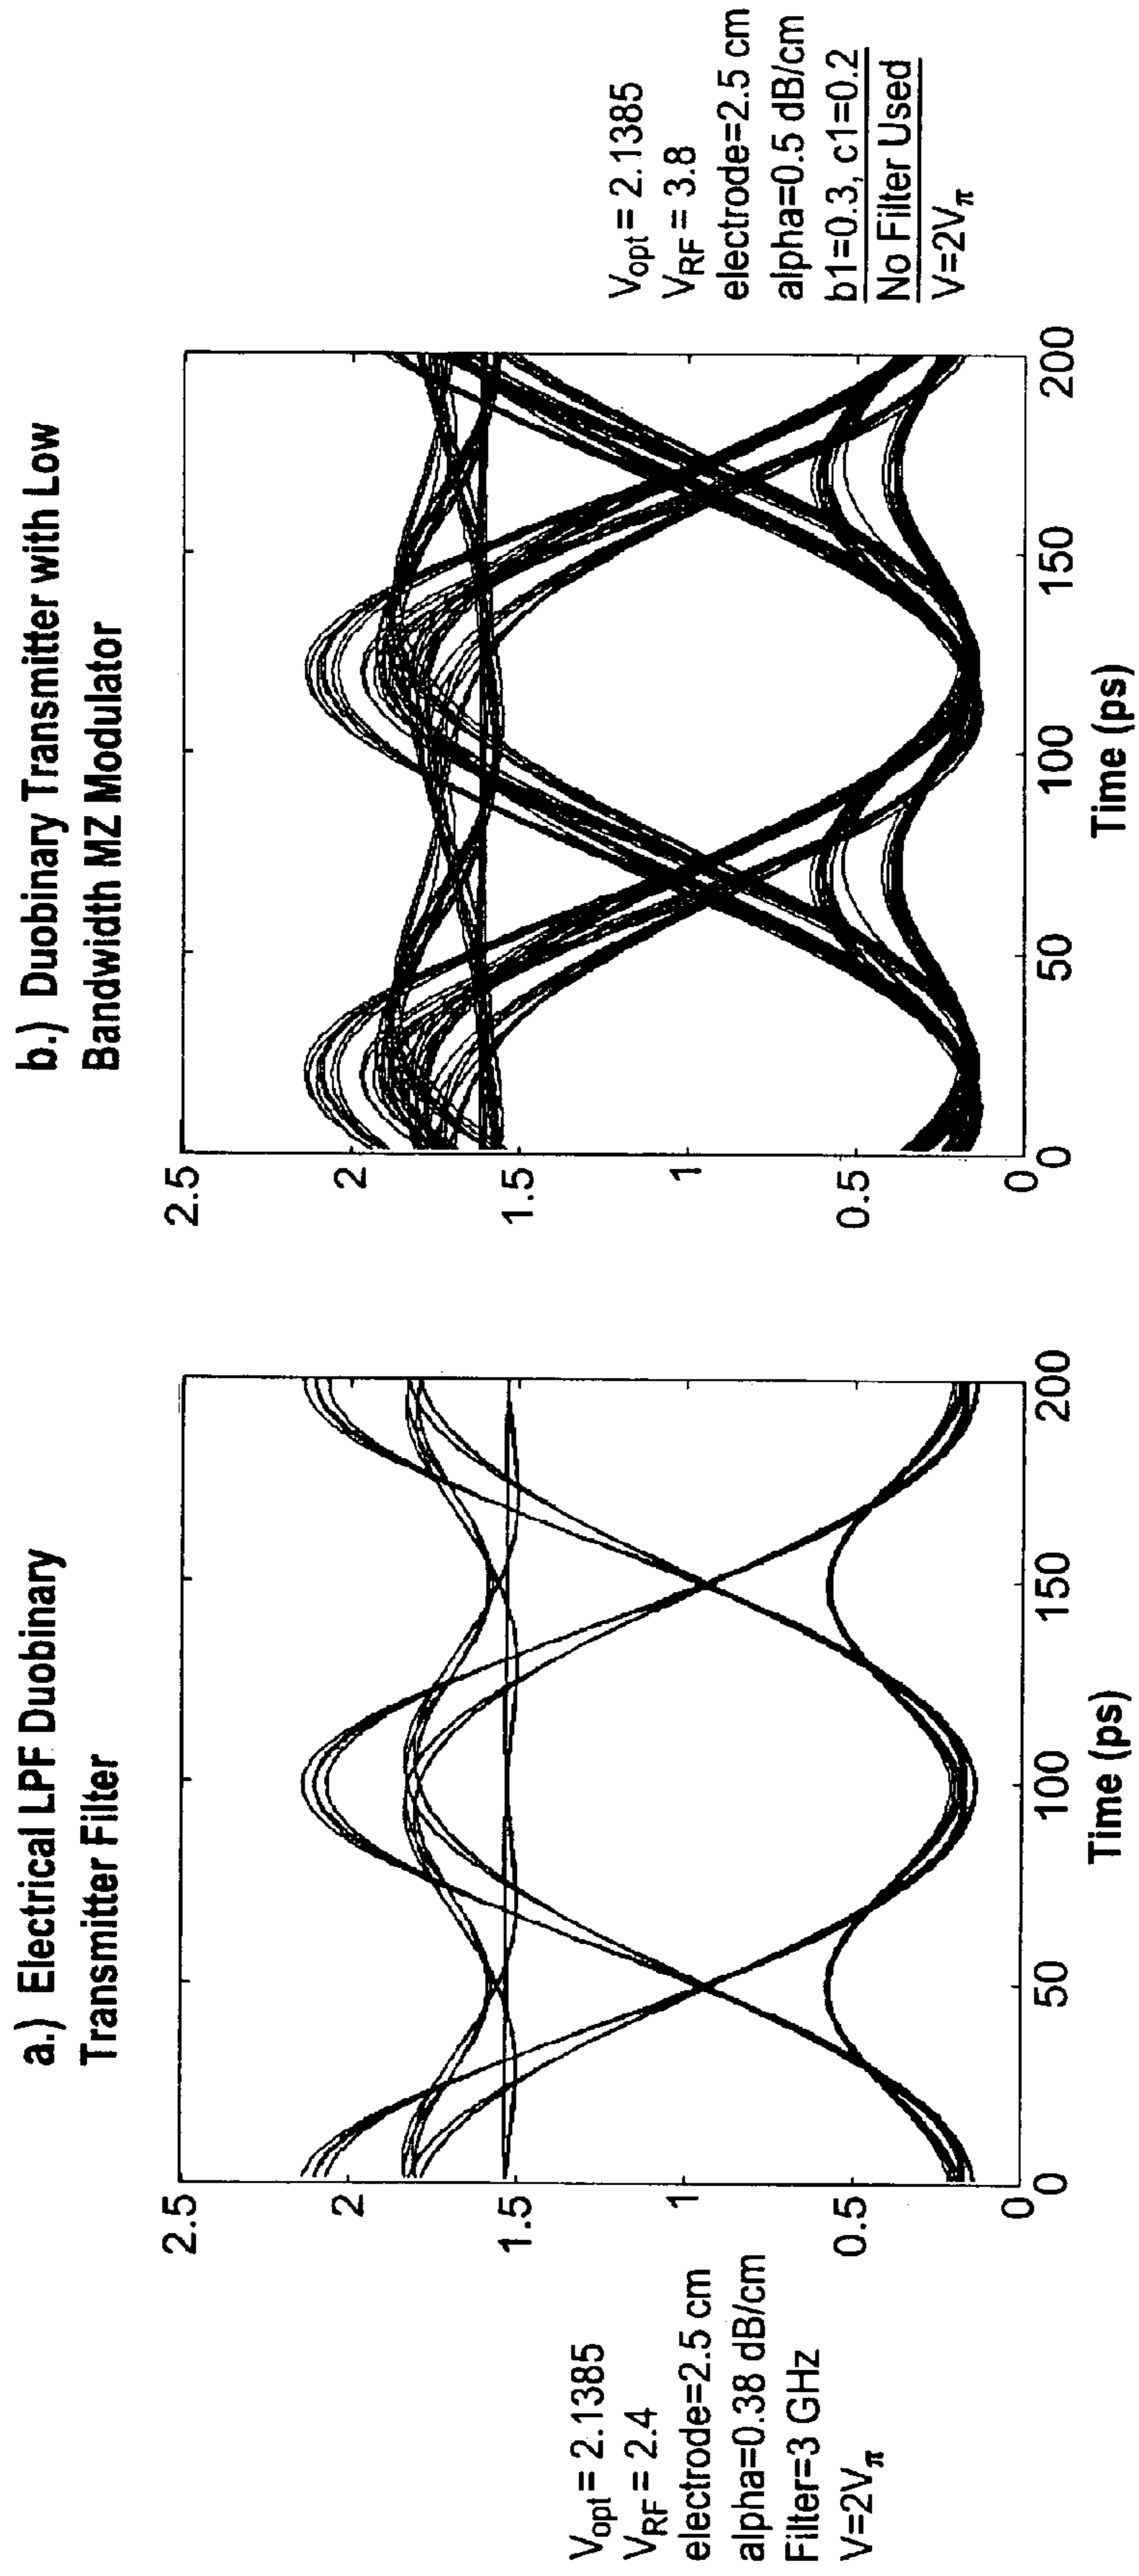 a.) Electrical LPF Duobinary
Transmitter Filter
V_opt = 2.1385
V_RF = 2.4
electrode=2.5 cm
alpha=0.38 dB/cm
Filter=3 GHz
V=2V_π
2.5
2
1.5
1
0.5
0
0 50 100 150 200
Time (ps)
b.) Duobinary Transmitter with Low
Bandwidth MZ Modulator
2.5
2
1.5
1
0.5
0
0 50 100 150 200
Time (ps)
V_opt = 2.1385
V_RF = 3.8
electrode=2.5 cm
alpha=0.5 dB/cm
b1=0.3, c1=0.2
No Filter Used
V=2V_π